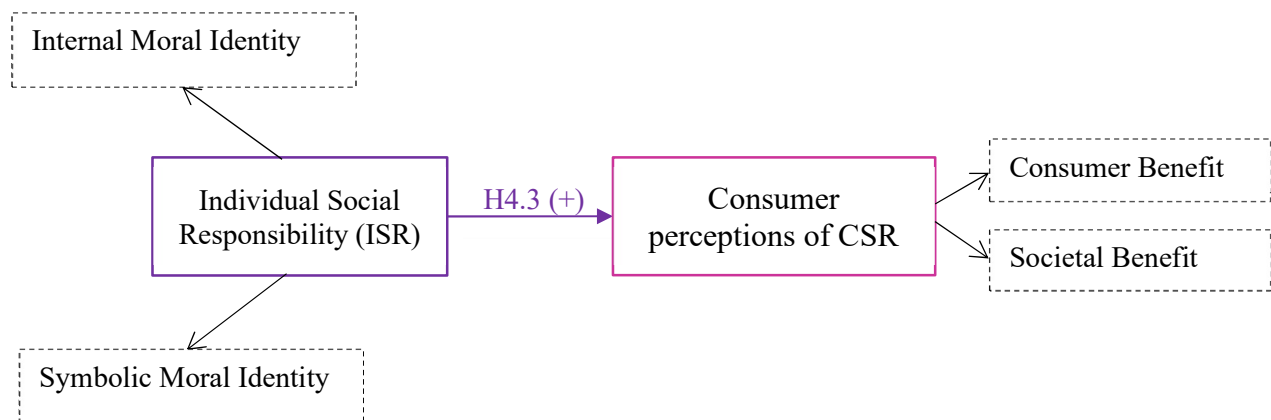 Internal Moral Identity
Individual Social
Responsibility (ISR)
H4.3 (+)
Consumer
perceptions of CSR
Consumer Benefit
Societal Benefit
Symbolic Moral Identity